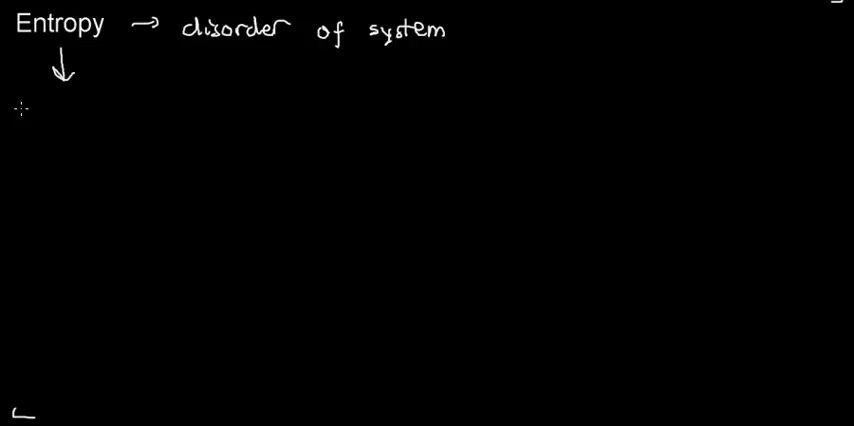 Entropy → disorder of system
↓